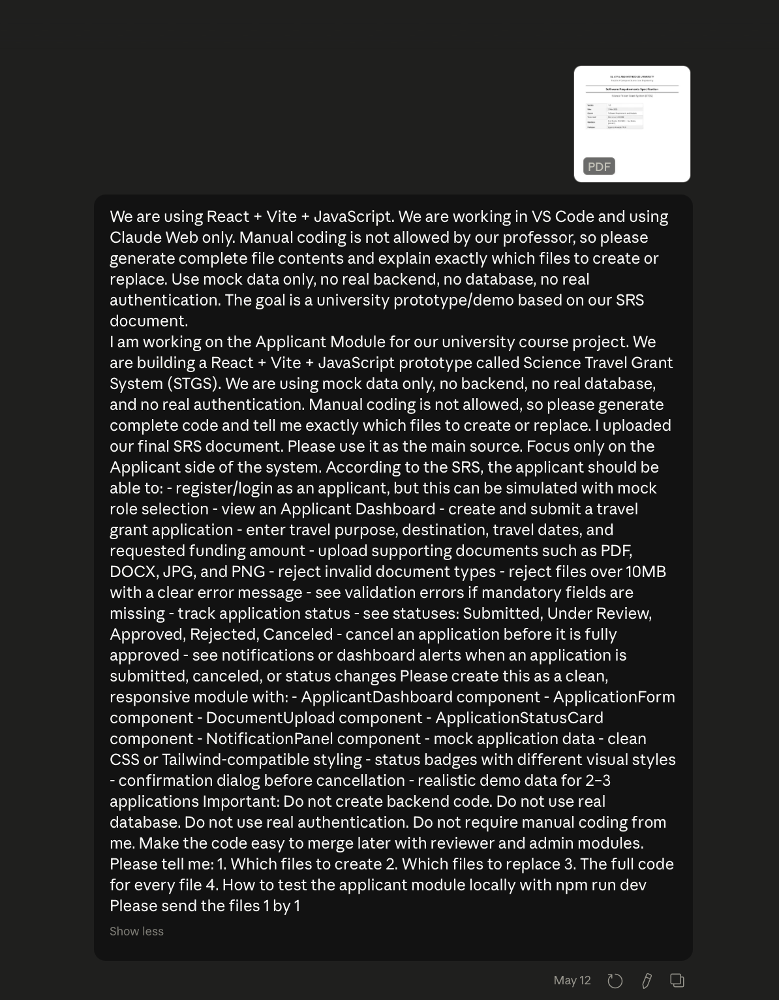 Software Requirements Specification
PDF
We are using React + Vite + JavaScript. We are working in VS Code and using
Claude Web only. Manual coding is not allowed by our professor, so please
generate complete file contents and explain exactly which files to create or
replace. Use mock data only, no real backend, no database, no real
authentication. The goal is a university prototype/demo based on our SRS
document.
I am working on the Applicant Module for our university course project. We
are building a React + Vite + JavaScript prototype called Science Travel Grant
System (STGS). We are using mock data only, no backend, no real database,
and no real authentication. Manual coding is not allowed, so please generate
complete code and tell me exactly which files to create or replace. I uploaded
our final SRS document. Please use it as the main source. Focus only on the
Applicant side of the system. According to the SRS, the applicant should be
able to: - register/login as an applicant, but this can be simulated with mock
role selection - view an Applicant Dashboard - create and submit a travel
grant application - enter travel purpose, destination, travel dates, and
requested funding amount - upload supporting documents such as PDF,
DOCX, JPG, and PNG - reject invalid document types - reject files over 10MB
with a clear error message - see validation errors if mandatory fields are
missing - track application status - see statuses: Submitted, Under Review,
Approved, Rejected, Canceled - cancel an application before it is fully
approved - see notifications or dashboard alerts when an application is
submitted, canceled, or status changes Please create this as a clean,
responsive module with: - ApplicantDashboard component - ApplicationForm
component - DocumentUpload component - ApplicationStatusCard
component - NotificationPanel component - mock application data - clean
CSS or Tailwind-compatible styling - status badges with different visual styles
- confirmation dialog before cancellation - realistic demo data for 2–3
applications Important: Do not create backend code. Do not use real
database. Do not use real authentication. Do not require manual coding from
me. Make the code easy to merge later with reviewer and admin modules.
Please tell me: 1. Which files to create 2. Which files to replace 3. The full code
for every file 4. How to test the applicant module locally with npm run dev
Please send the files 1 by 1
Show less
May 12